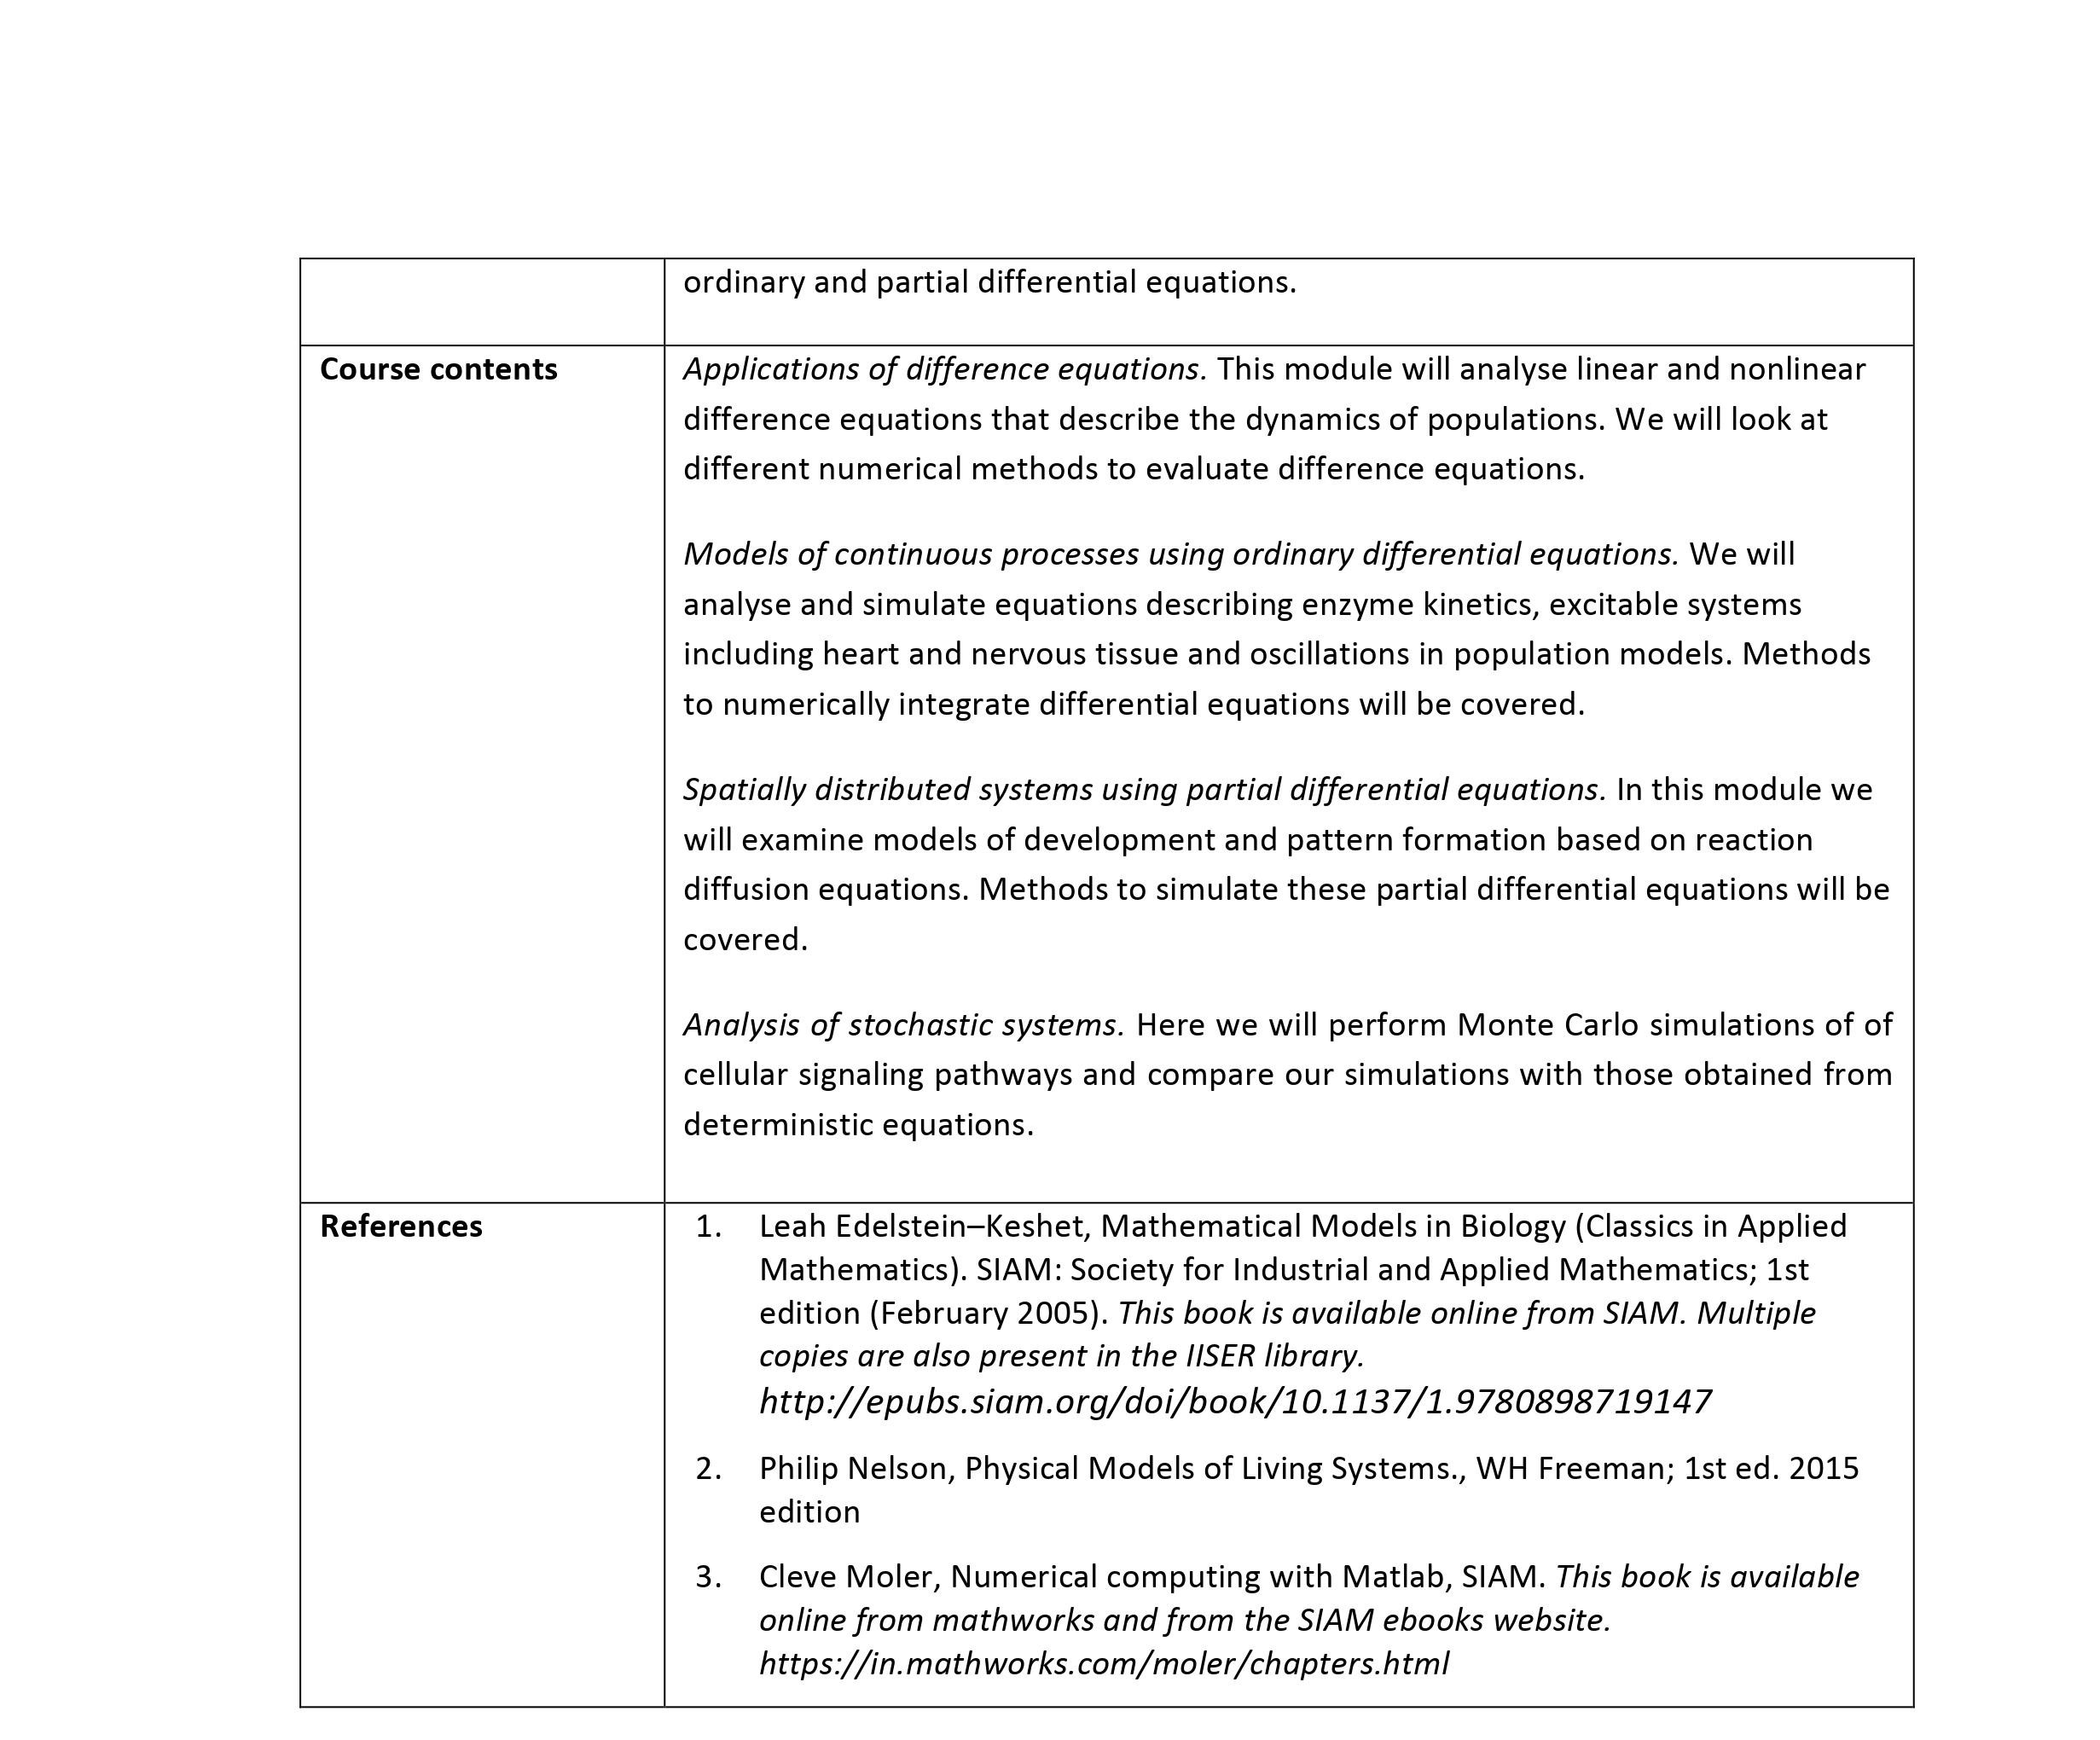 ordinary and partial differential equations.
Course contents
Applications of difference equations. This module will analyse linear and nonlinear
difference equations that describe the dynamics of populations. We will look at
different numerical methods to evaluate difference equations.
Models of continuous processes using ordinary differential equations. We will
analyse and simulate equations describing enzyme kinetics, excitable systems
including heart and nervous tissue and oscillations in population models. Methods
to numerically integrate differential equations will be covered.
Spatially distributed systems using partial differential equations. In this module we
will examine models of development and pattern formation based on reaction
diffusion equations. Methods to simulate these partial differential equations will be
covered.
Analysis of stochastic systems. Here we will perform Monte Carlo simulations of of
cellular signaling pathways and compare our simulations with those obtained from
deterministic equations.
References
1. Leah Edelstein–Keshet, Mathematical Models in Biology (Classics in Applied
Mathematics). SIAM: Society for Industrial and Applied Mathematics; 1st
edition (February 2005). This book is available online from SIAM. Multiple
copies are also present in the IISER library.
http://epubs.siam.org/doi/book/10.1137/1.9780898719147
2. Philip Nelson, Physical Models of Living Systems., WH Freeman; 1st ed. 2015
edition
3. Cleve Moler, Numerical computing with Matlab, SIAM. This book is available
online from mathworks and from the SIAM ebooks website.
https://in.mathworks.com/moler/chapters.html